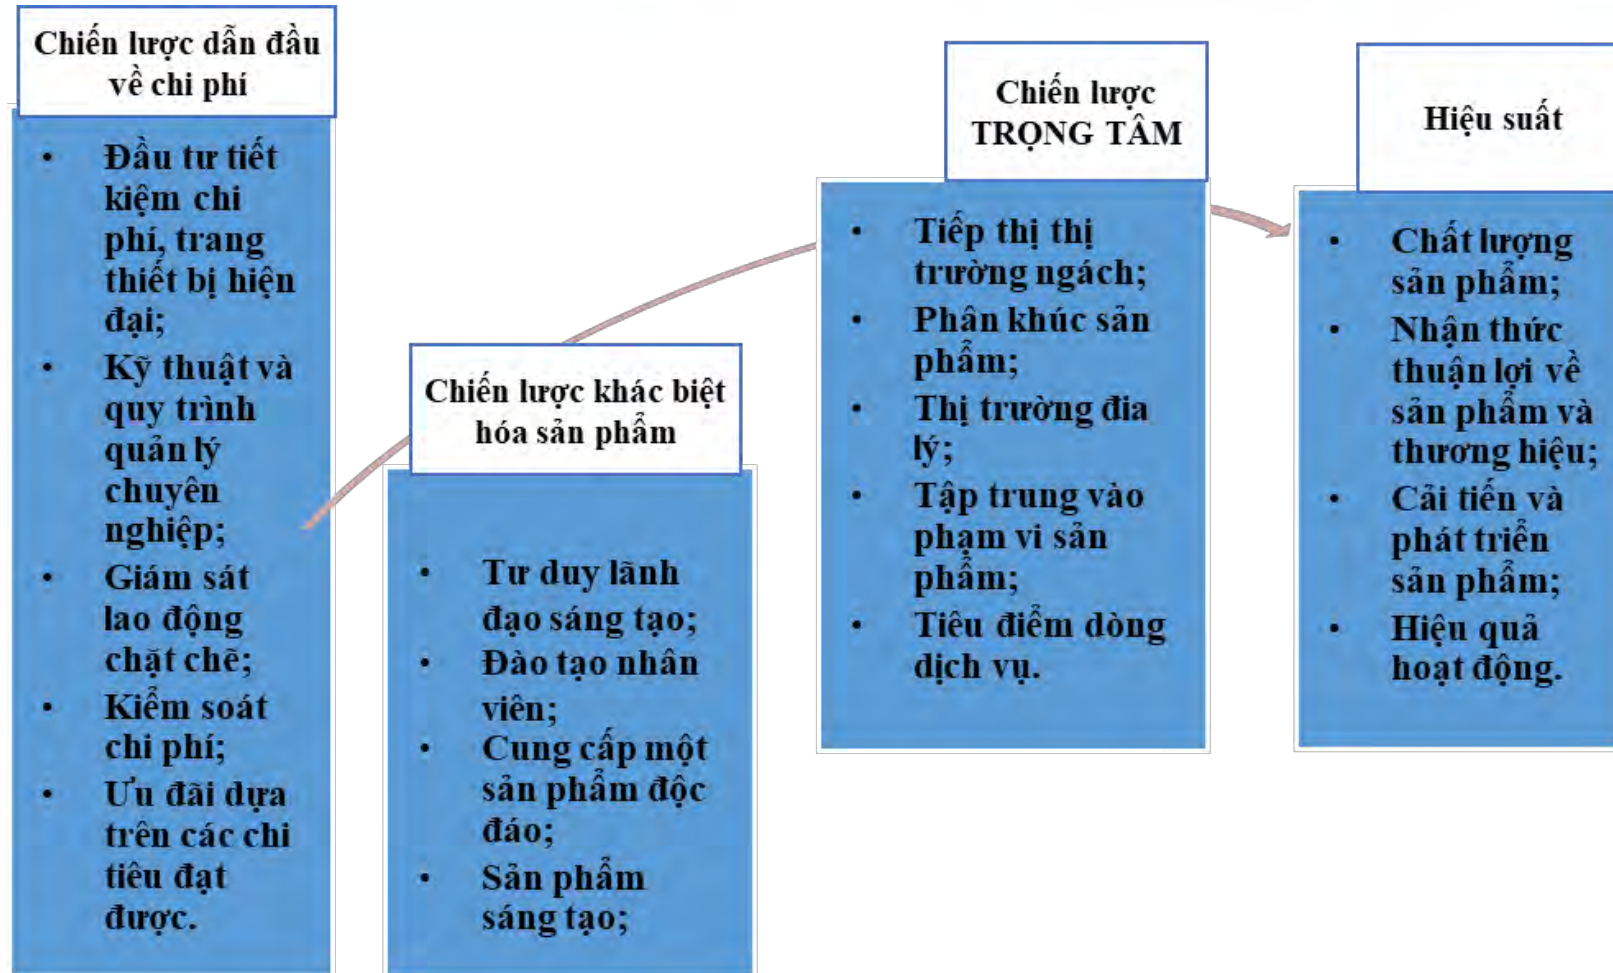 Chiến lược dẫn đầu
về chi phí
• Đầu tư tiết
kiệm chi
phí, trang
thiết bị hiện
đại;
• Kỹ thuật và
quy trình
quản lý
chuyên
nghiệp;
• Giám sát
lao động
chặt chẽ;
• Kiểm soát
chi phí;
• Ưu đãi dựa
trên các chi
tiêu đạt
được.
Chiến lược khác biệt
hóa sản phẩm
• Tư duy lãnh
đạo sáng tạo;
• Đào tạo nhân
viên;
• Cung cấp một
sản phẩm độc
đáo;
• Sản phẩm
sáng tạo;
Chiến lược
TRỌNG TÂM
• Tiếp thị thị
trường ngách;
• Phân khúc sản
phẩm;
• Thị trường đia
lý;
• Tập trung vào
phạm vi sản
phẩm;
• Tiêu điểm dòng
dịch vụ.
Hiệu suất
• Chất lượng
sản phẩm;
• Nhận thức
thuận lợi về
sản phẩm và
thương hiệu;
• Cải tiến và
phát triển
sản phẩm;
• Hiệu quả
hoạt động.